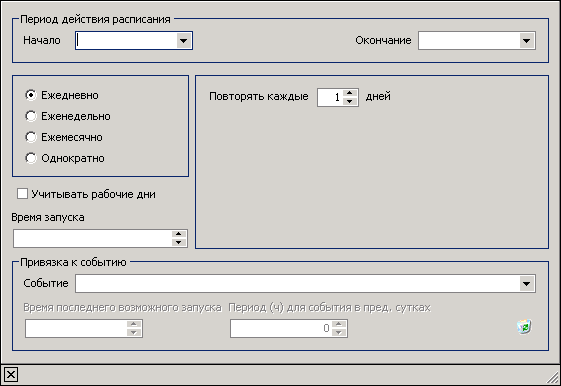 Период действия расписания
Начало Окончание
Ежедневно
Повторять каждые 1 дней
Еженедельно
Ежемесячно
Однократно
Учитывать рабочие дни
Время запуска
Привязка к событию
Событие
Время последнего возможного запуска Период (ч) для события в пред. сутках
0